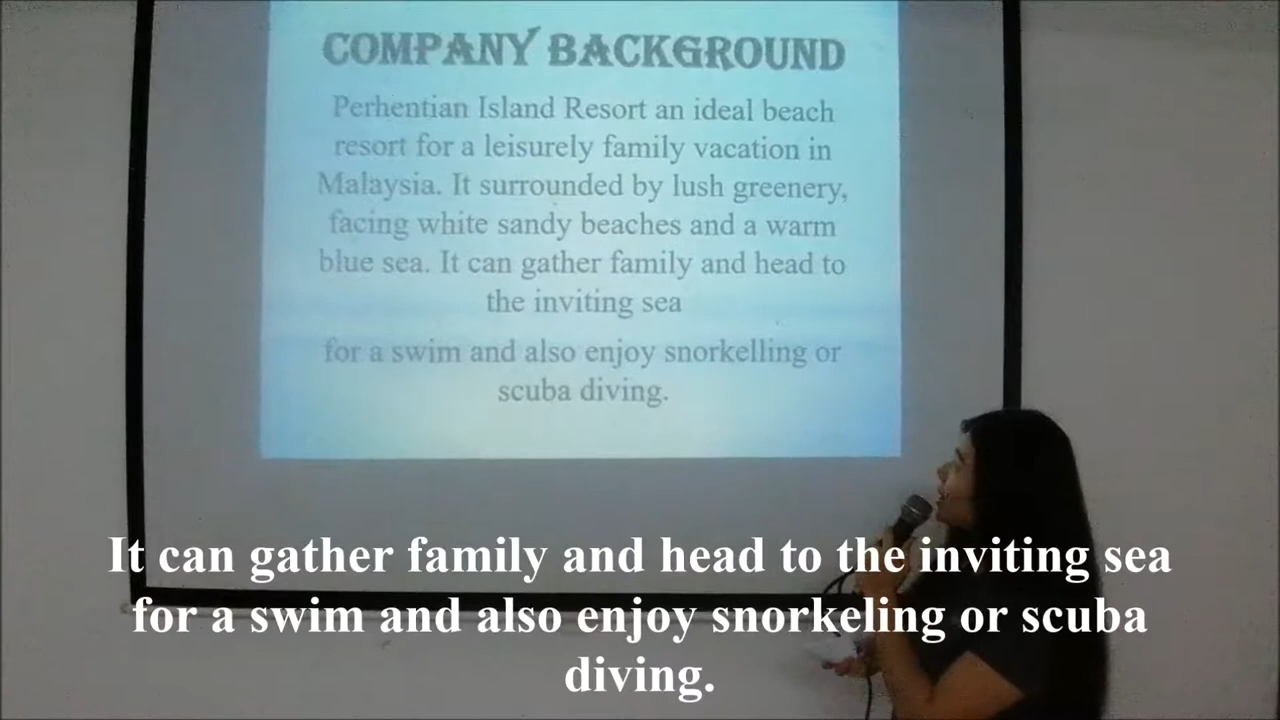 COMPANY BACKGROUND
Perhentian Island Resort an ideal beach
resort for a leisurely family vacation in
Malaysia. It surrounded by lush greenery,
facing white sandy beaches and a warm
blue sea. It can gather family and head to
the inviting sea
for a swim and also enjoy snorkelling or
scuba diving.
It can gather family and head to the inviting sea
for a swim and also enjoy snorkeling or scuba
diving.